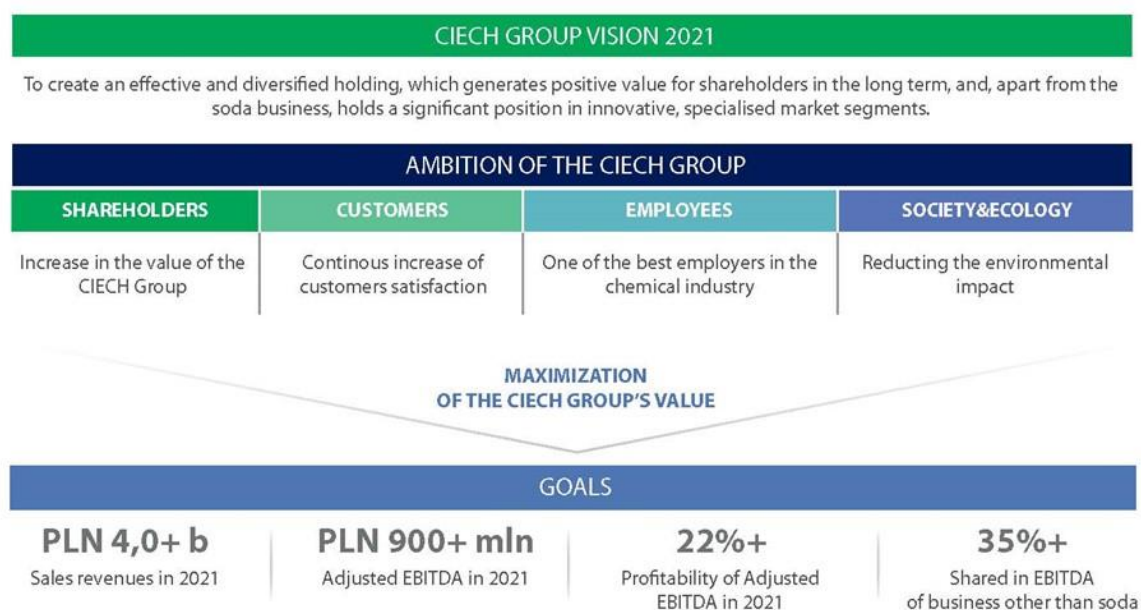 CIECH GROUP VISION 2021
To create an effective and diversified holding, which generates positive value for shareholders in the long term, and, apart from the
soda business, holds a significant position in innovative, specialised market segments.
AMBITION OF THE CIECH GROUP
SHAREHOLDERS
Increase in the value of the
CIECH Group
CUSTOMERS
Continous increase of
customers satisfaction
EMPLOYEES
One of the best employers in the
chemical industry
SOCIETY&ECOLOGY
Reducting the environmental
impact
MAXIMIZATION
OF THE CIECH GROUP'S VALUE
GOALS
PLN 4,0+ b
Sales revenues in 2021
PLN 900+ mln
Adjusted EBITDA in 2021
22%+
Profitability of Adjusted
EBITDA in 2021
35%+
Shared in EBITDA
of business other than soda